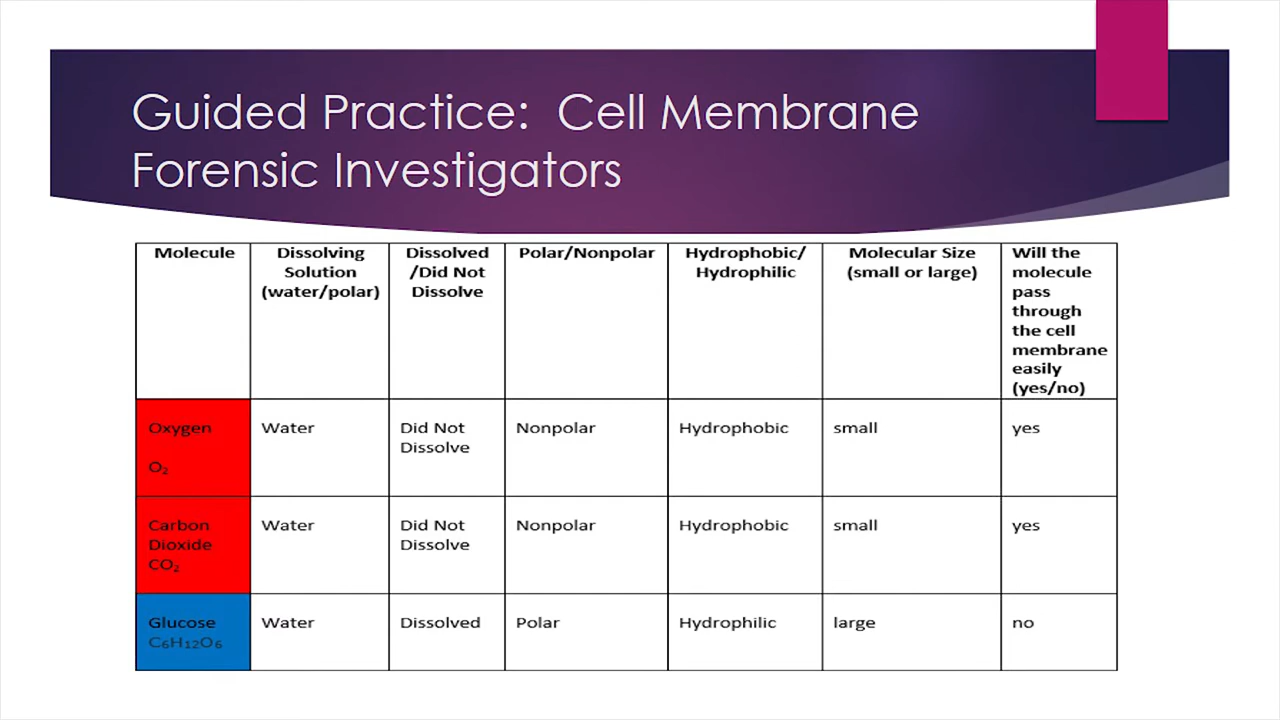 Guided Practice:  Cell Membrane
Forensic Investigators
Molecule
Dissolving
Solution
(water/polar)
Dissolved
/Did Not
Dissolve
Polar/Nonpolar
Hydrophobic/
Hydrophilic
Molecular Size
(small or large)
Will the
molecule
pass
through
the cell
membrane
easily
(yes/no)
Oxygen
O₂
Water
Did Not
Dissolve
Nonpolar
Hydrophobic
small
yes
Carbon
Dioxide
CO₂
Water
Did Not
Dissolve
Nonpolar
Hydrophobic
small
yes
Glucose
C₆H₁₂O₆
Water
Dissolved
Polar
Hydrophilic
large
no